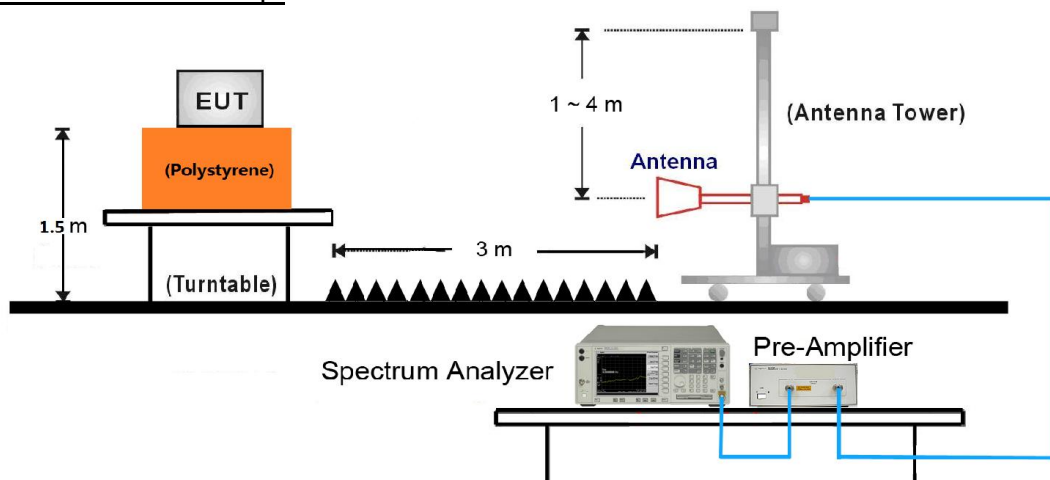 EUT
(Polystyrene)
1.5 m
(Turntable)
3 m
1 ~ 4 m
Antenna
(Antenna Tower)
Spectrum Analyzer
Pre-Amplifier